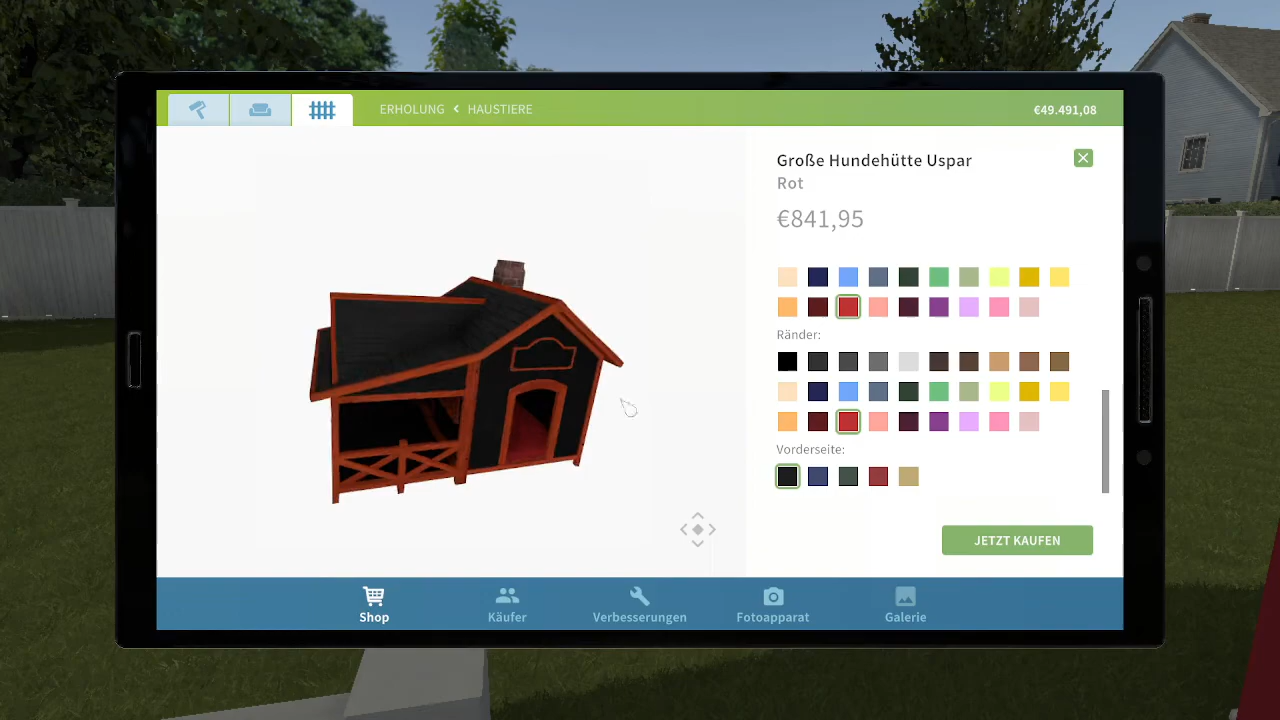 ERHOLUNG < HAUSTIERE
€49.491,08
Große Hundehütte Uspar
Rot
€841,95
Ränder:
Vorderseite:
JETZT KAUFEN
Shop
Käufer
Verbesserungen
Fotoapparat
Galerie